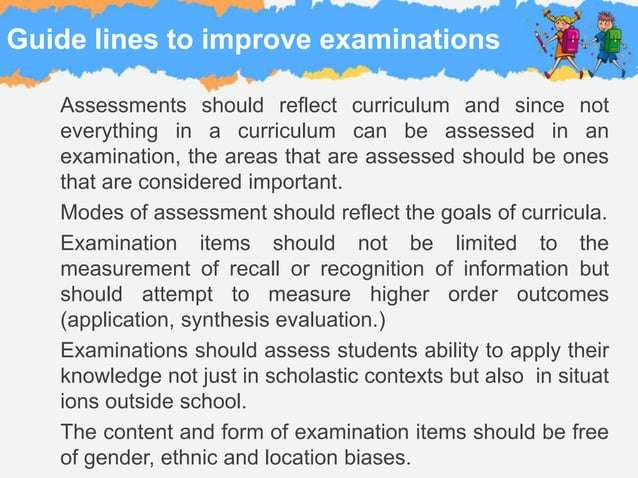 Guide lines to improve examinations
Assessments should reflect curriculum and since not
everything in a curriculum can be assessed in an
examination, the areas that are assessed should be ones
that are considered important.
Modes of assessment should reflect the goals of curricula.
Examination items should not be limited to the
measurement of recall or recognition of information but
should attempt to measure higher order outcomes
(application, synthesis evaluation.)
Examinations should assess students ability to apply their
knowledge not just in scholastic contexts but also in situat
ions outside school.
The content and form of examination items should be free
of gender, ethnic and location biases.